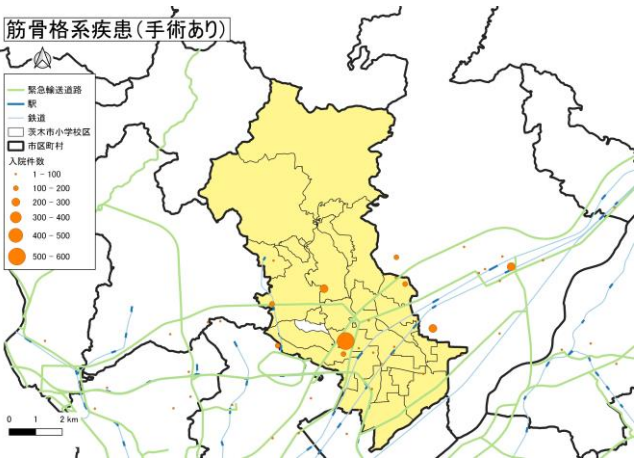 筋骨格系疾患(手術あり)
緊急輸送道路
駅
鉄道
茨木市小学校区
市区町村
入院件数
1 - 100
100 - 200
200 - 300
300 - 400
400 - 500
500 - 600
0 1 2 km